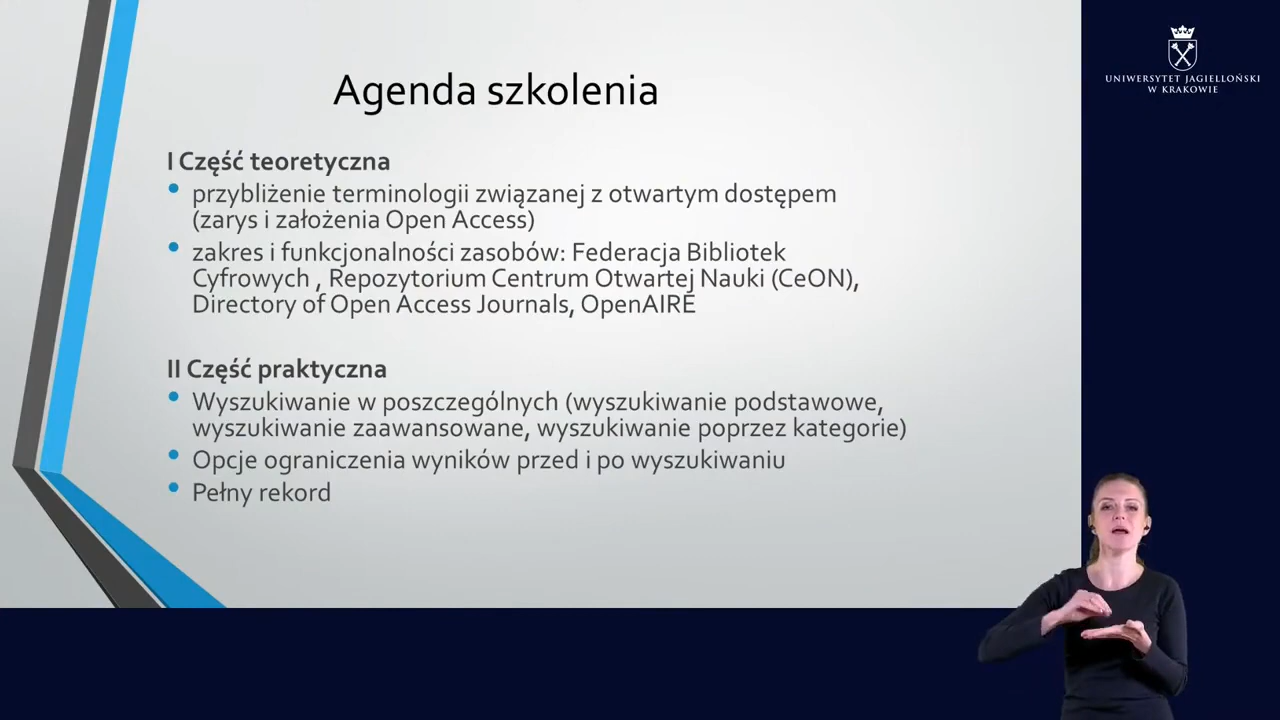 Agenda szkolenia
UNIWERSYTET JAGIELLOŃSKI
W KRAKOWIE
I Część teoretyczna
• przybliżenie terminologii związanej z otwartym dostępem
(zarys i założenia Open Access)
• zakres i funkcjonalności zasobów: Federacja Bibliotek
Cyfrowych , Repozytorium Centrum Otwartej Nauki (CeON),
Directory of Open Access Journals, OpenAIRE
II Część praktyczna
• Wyszukiwanie w poszczególnych (wyszukiwanie podstawowe,
wyszukiwanie zaawansowane, wyszukiwanie poprzez kategorie)
• Opcje ograniczenia wyników przed i po wyszukiwaniu
• Pełny rekord